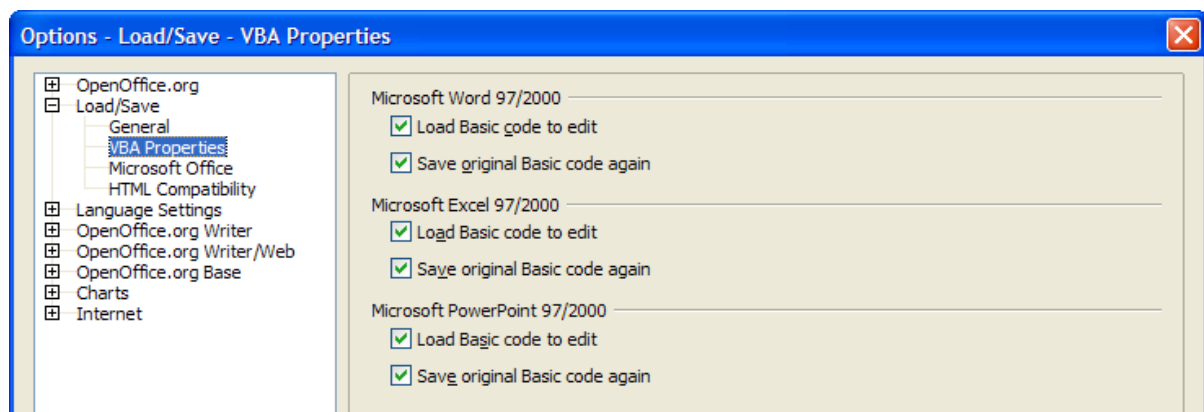 Options - Load/Save - VBA Properties
OpenOffice.org
Load/Save
General
VBA Properties
Microsoft Office
HTML Compatibility
Language Settings
OpenOffice.org Writer
OpenOffice.org Writer/Web
OpenOffice.org Base
Charts
Internet
Microsoft Word 97/2000
Load Basic code to edit
Save original Basic code again
Microsoft Excel 97/2000
Load Basic code to edit
Save original Basic code again
Microsoft PowerPoint 97/2000
Load Basic code to edit
Save original Basic code again